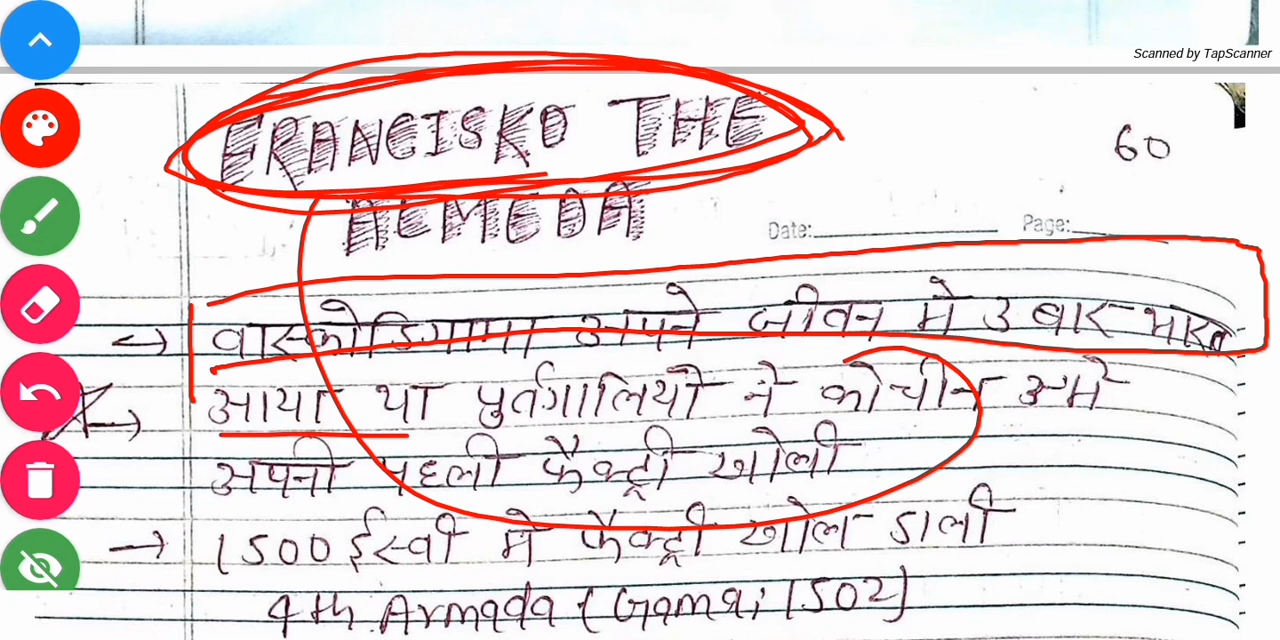 Scanned by TapScanner
FRANCISKO THE
60
ALMEDA
Date: Page:
→ वास्कोडिगामा अपने जीवन मे 3 बार भारत
→ आया था पुर्तगालियो ने कोचीन
अपनी पहली फैक्ट्री खोली
→ 1500 ईस्वी मे फैक्ट्री खोल डाली
4th Armada (Gama; 1502)